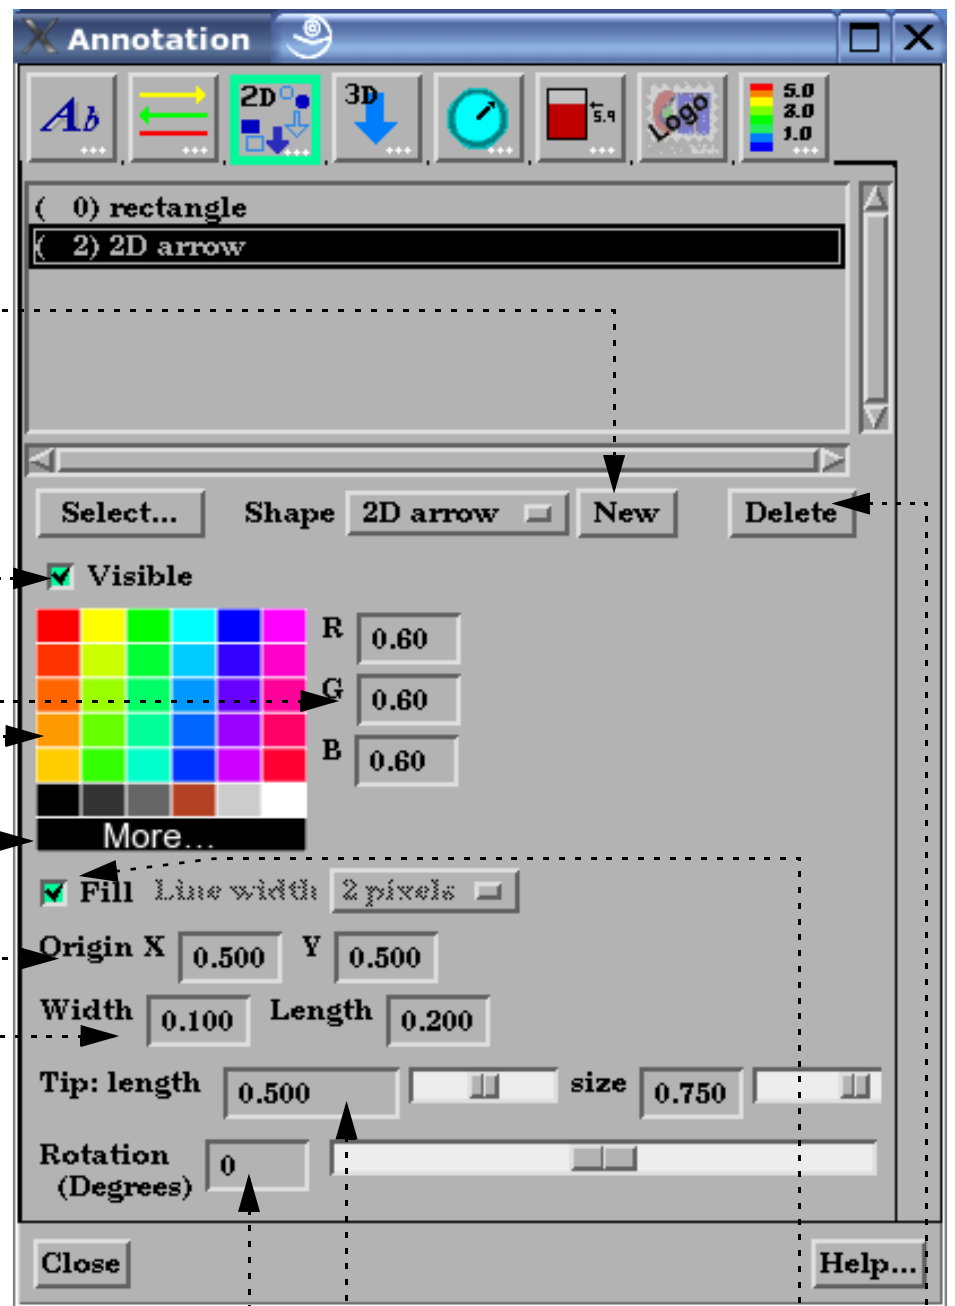 X Annotation
Ab 2D 3D 5.9 Logo 5.0
3.0
1.0
( 0) rectangle
( 2) 2D arrow
Select... Shape 2D arrow New Delete
Visible
R 0.60
G 0.60
B 0.60
More...
Fill Line width 2 pixels
Origin X 0.500 Y 0.500
Width 0.100 Length 0.200
Tip: length 0.500 size 0.750
Rotation 0
(Degrees)
Close Help...